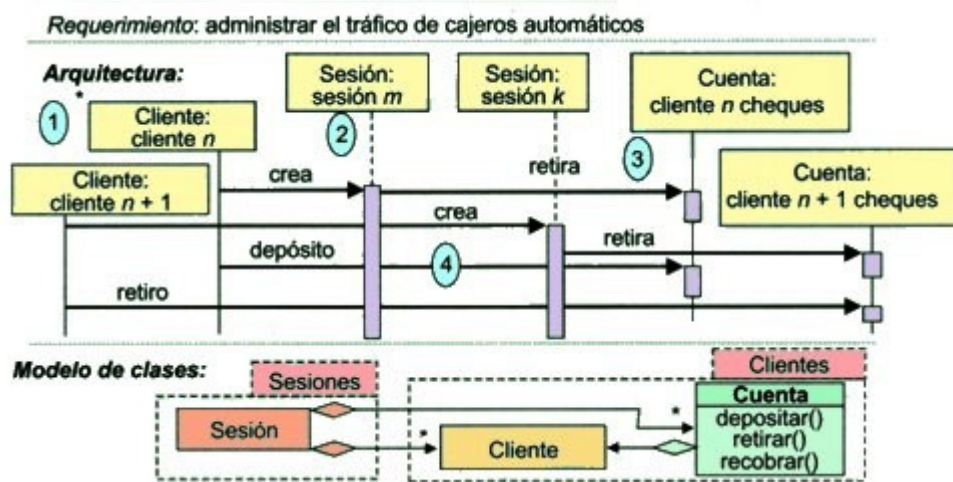 Requerimiento: administrar el tráfico de cajeros automáticos
Arquitectura:
1
*
Cliente:
cliente n
Cliente:
cliente n + 1
Sesión:
sesión m
2
Sesión:
sesión k
Cuenta:
cliente n cheques
3
Cuenta:
cliente n + 1 cheques
crea
retira
crea
retira
depósito
4
retiro
Modelo de clases:
Sesiones
Sesión
*
*
Clientes
Cliente
Cuenta
depositar()
retirar()
recobrar()